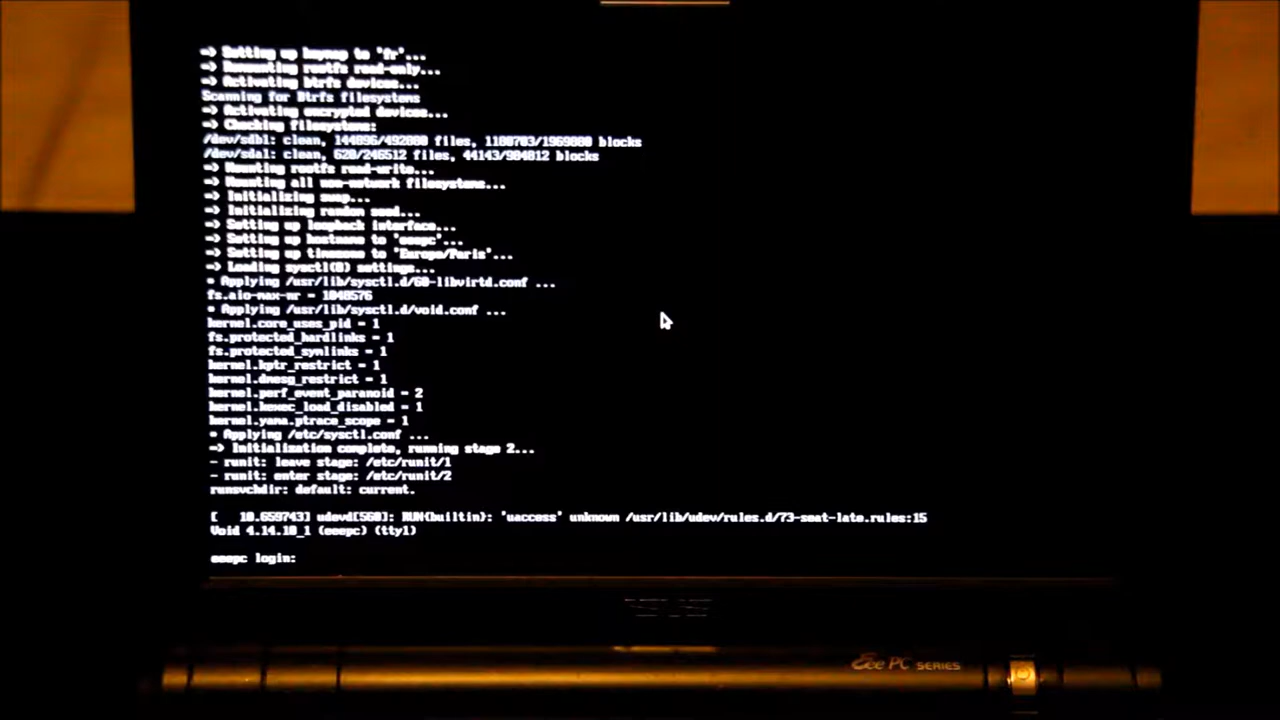 => Setting up keymap to 'fr'...
=> Remounting rootfs read-only...
=> Activating btrfs devices...
Scanning for Btrfs filesystems
=> Activating encrypted devices...
=> Checking filesystems:
/dev/sdb1: clean, 144896/492880 files, 1180703/1969080 blocks
/dev/sda1: clean, 620/246512 files, 44143/984812 blocks
=> Mounting rootfs read-write...
=> Mounting all non-network filesystems...
=> Initializing swap...
=> Initializing random seed...
=> Setting up loopback interface...
=> Setting up hostname to 'eeepc'...
=> Setting up timezone to 'Europe/Paris'...
=> Loading sysctl(8) settings...
* Applying /usr/lib/sysctl.d/60-libvirtd.conf ...
fs.aio-max-nr = 1048576
* Applying /usr/lib/sysctl.d/void.conf ...
kernel.core_uses_pid = 1
fs.protected_hardlinks = 1
fs.protected_symlinks = 1
kernel.kptr_restrict = 1
kernel.dmesg_restrict = 1
kernel.perf_event_paranoid = 2
kernel.kexec_load_disabled = 1
kernel.yama.ptrace_scope = 1
* Applying /etc/sysctl.conf ...
=> Initialization complete, running stage 2...
- runit: leave stage: /etc/runit/1
- runit: enter stage: /etc/runit/2
runsvchdir: default: current.
[ 10.659743] udevd[560]: RUN{builtin}: 'uaccess' unknown /usr/lib/udev/rules.d/73-seat-late.rules:15
Void 4.14.10_1 (eeepc) (tty1)
eeepc login:
Eee PC SERIES